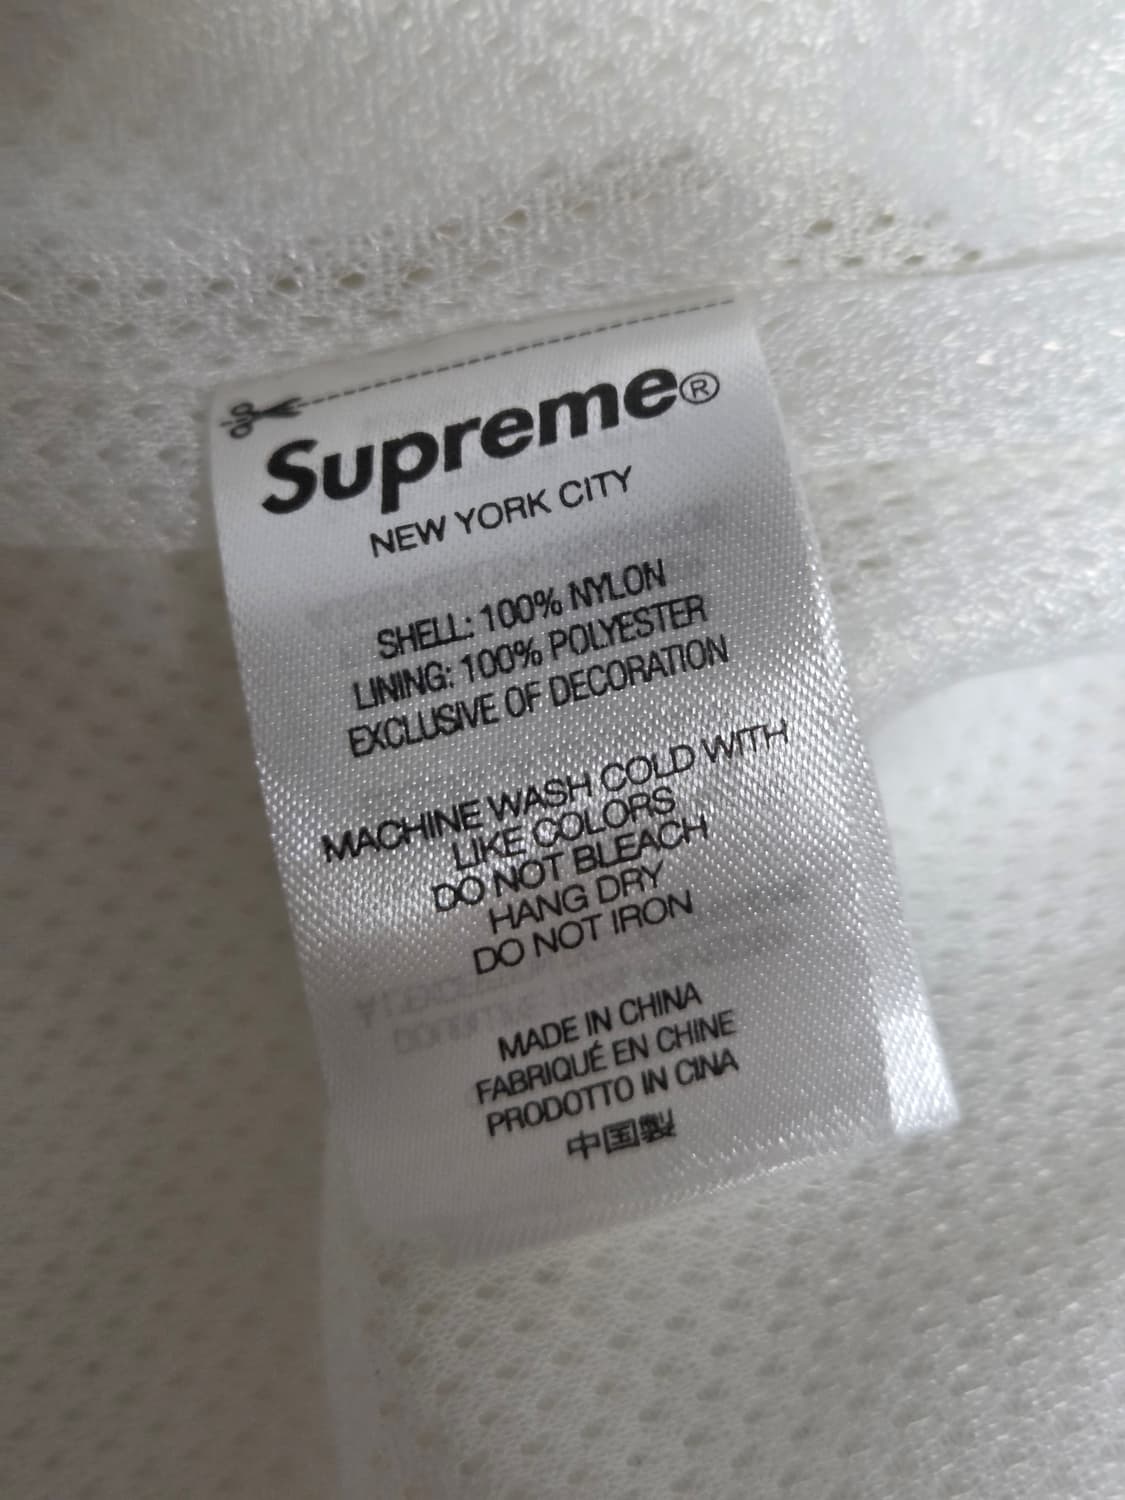 Supreme®
NEW YORK CITY
SHELL: 100% NYLON
LINING: 100% POLYESTER
EXCLUSIVE OF DECORATION
MACHINE WASH COLD WITH
LIKE COLORS
DO NOT BLEACH
HANG DRY
DO NOT IRON
MADE IN CHINA
FABRIQUÉ EN CHINE
PRODOTTO IN CINA
中国製